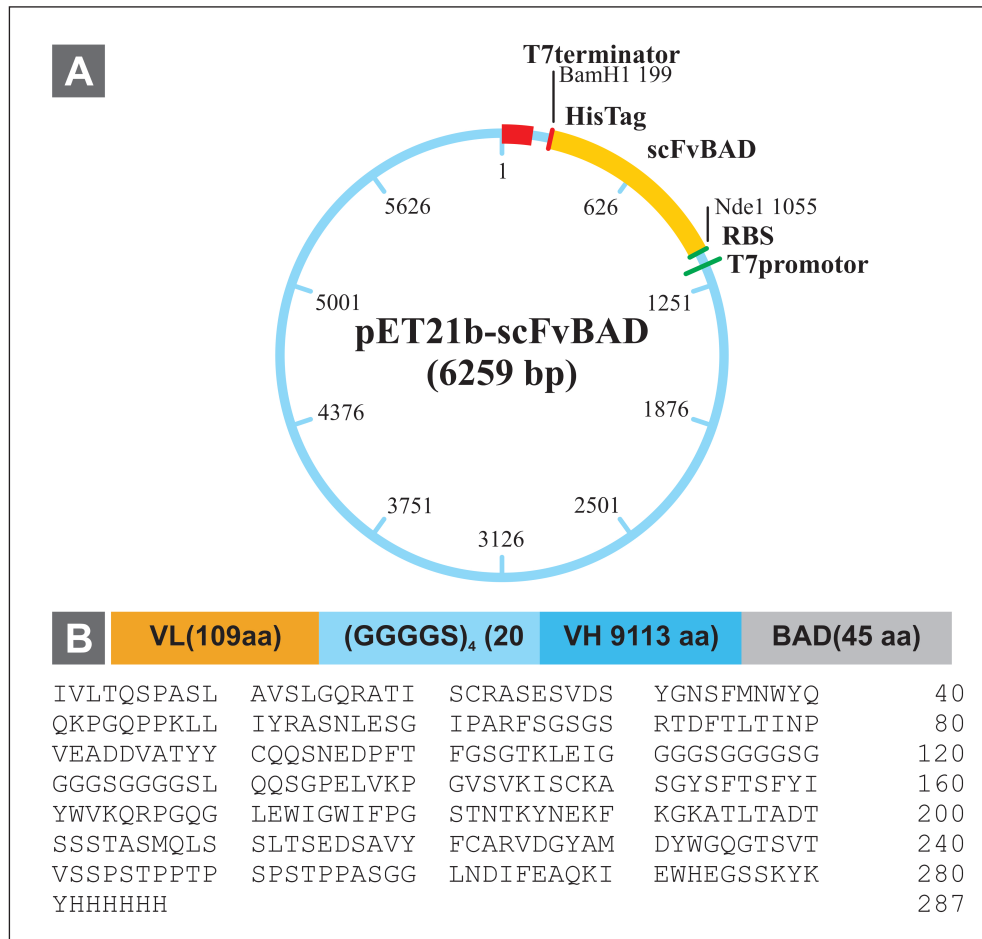 A
T7terminator
BamH1 199
HisTag
scFvBAD
1
626
5626
Nde1 1055
RBS
T7promotor
5001
1251
pET21b-scFvBAD
(6259 bp)
4376
1876
3751
2501
3126
B VL(109aa) (GGGGS)₄ (20 VH 9113 aa) BAD(45 aa)
IVLTQSPASL AVSLGQRATI SCRASESVDS YGNSFMNWYQ 40
QKPGQPPKLL IYRASNLESG IPARFSGSGS RTDFTLTINP 80
VEADDVATYY CQQSNEDPFT FGSGTKLEIG GGGSGGGGSG 120
GGGSGGGGSL QQSGPELVKP GVSVKISCKA SGYSFTSFYI 160
YWVKQRPGQG LEWIGWIFPG STNTKYNEKF KGKATLTADT 200
SSSTASMQLS SLTSEDSAVY FCARVDGYAM DYWGQGTSVT 240
VSSPSTPPTP SPSTPPASGG LNDIFEAQKI EWHEGSSKYK 280
YHHHHHH 287